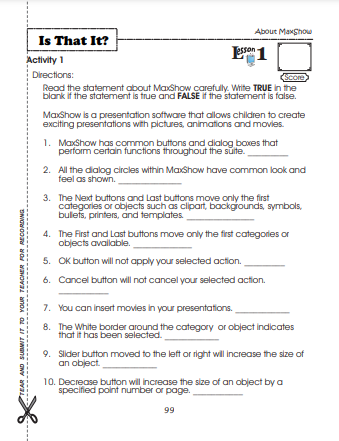 About MaxShow
Is That It?
Lesson 1
Score
Activity 1
Directions:
Read the statement about MaxShow carefully. Write TRUE in the
blank if the statement is true and FALSE if the statement is false.
MaxShow is a presentation software that allows children to create
exciting presentations with pictures, animations and movies.
1. MaxShow has common buttons and dialog boxes that
perform certain functions throughout the suite. ________
2. All the dialog circles within MaxShow have common look and
feel as shown. ____________
3. The Next buttons and Last buttons move only the first
categories or objects such as clipart, backgrounds, symbols,
bullets, printers, and templates. ____________
4. The First and Last buttons move only the first categories or
objects available. ____________
5. OK button will not apply your selected action. ________
6. Cancel button will not cancel your selected action.
__________
7. You can insert movies in your presentations. __________
8. The White border around the category or object indicates
that it has been selected. __________
9. Slider button moved to the left or right will increase the size of
an object. __________
10. Decrease button will increase the size of an object by a
specified point number or page. __________
TEAR AND SUBMIT IT TO YOUR TEACHER FOR RECORDING
99